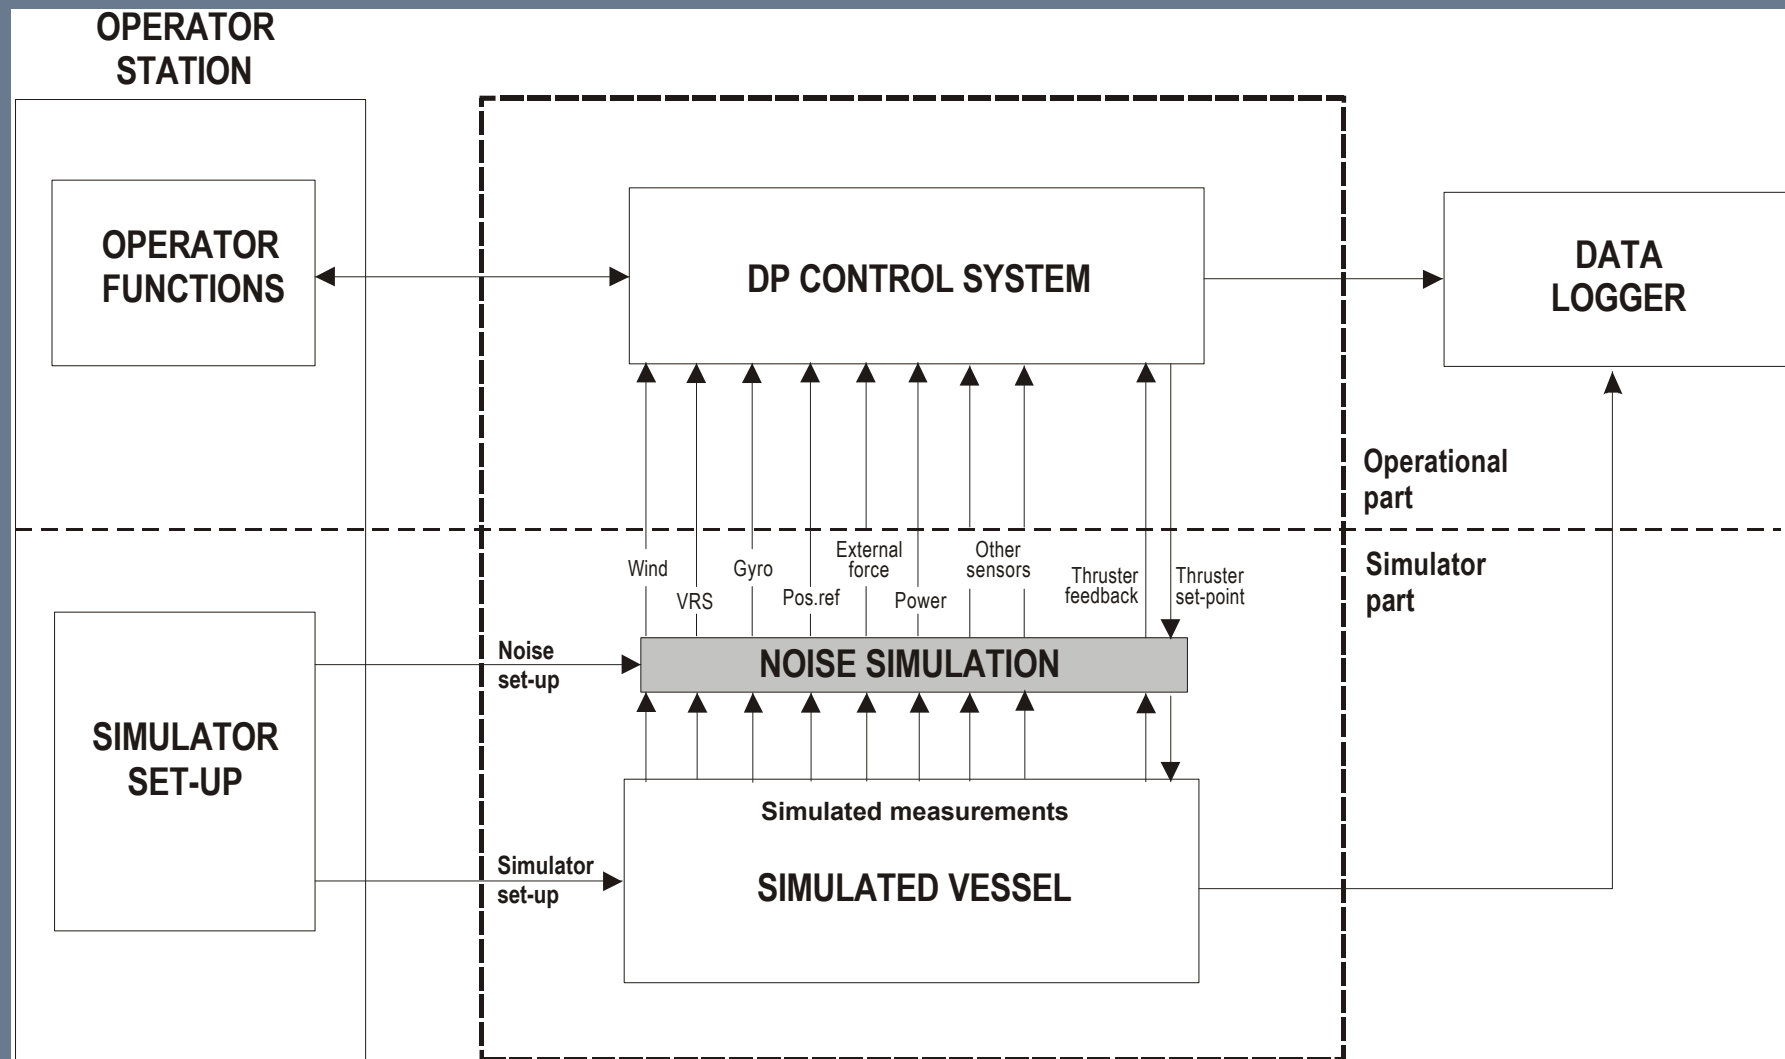 OPERATOR
STATION
OPERATOR
FUNCTIONS
DP CONTROL SYSTEM
DATA
LOGGER
Operational
part
Simulator
part
Wind
VRS
Gyro
Pos.ref
External
force
Power
Other
sensors
Thruster
feedback
Thruster
set-point
Noise
set-up
NOISE SIMULATION
SIMULATOR
SET-UP
Simulated measurements
Simulator
set-up
SIMULATED VESSEL